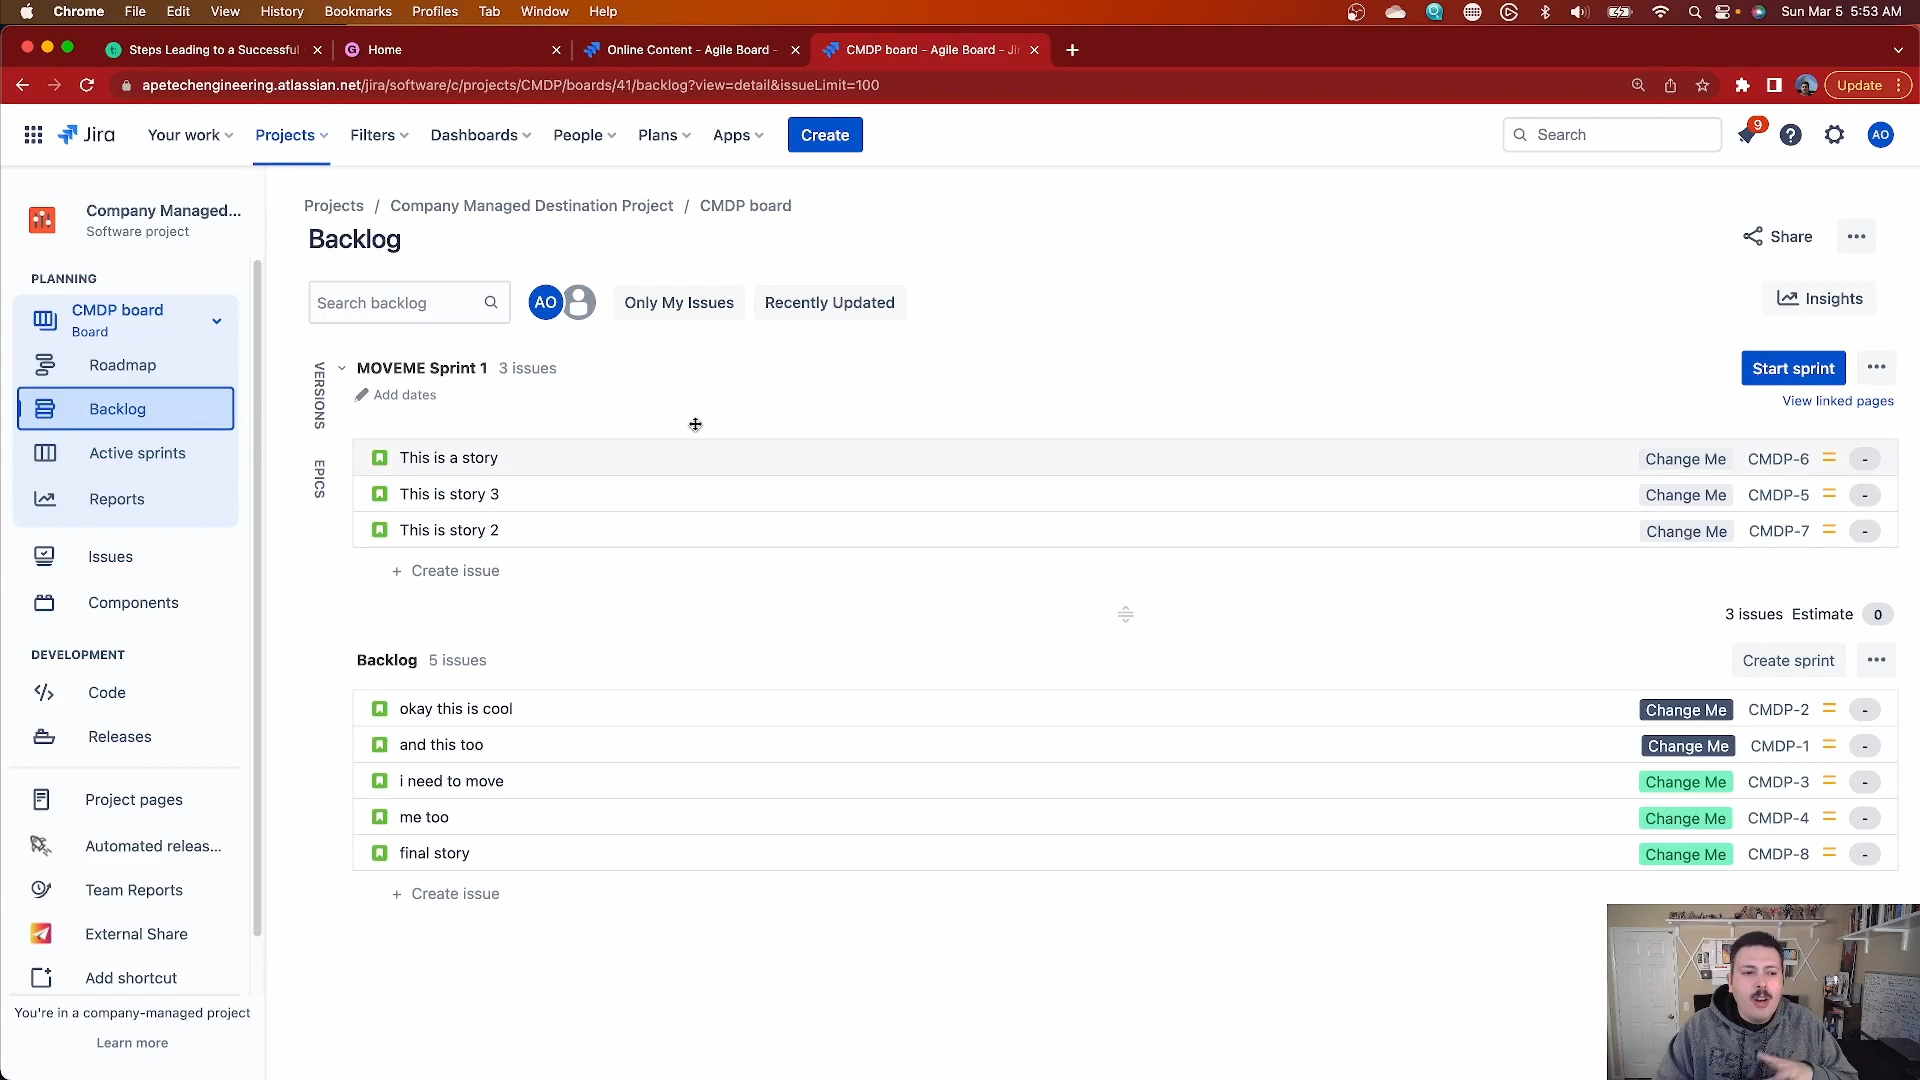 Chrome File Edit View History Bookmarks Profiles Tab Window Help
Sun Mar 5 5:53 AM
Steps Leading to a Successful
Home
Online Content - Agile Board -
CMDP board - Agile Board - Jir
apetechengineering.atlassian.net/jira/software/c/projects/CMDP/boards/41/backlog?view=detail&issueLimit=100
Update
Jira
Your work
Projects
Filters
Dashboards
People
Plans
Apps
Create
Search
9
AO
Company Managed...
Software project
PLANNING
CMDP board
Board
Roadmap
Backlog
Active sprints
Reports
Issues
Components
DEVELOPMENT
Code
Releases
Project pages
Automated releas...
Team Reports
External Share
Add shortcut
You're in a company-managed project
Learn more
Projects / Company Managed Destination Project / CMDP board
Backlog
Share
Search backlog
AO
Only My Issues
Recently Updated
Insights
VERSIONS
EPICS
MOVEME Sprint 1 3 issues
Add dates
Start sprint
View linked pages
This is a story Change Me CMDP-6 -
This is story 3 Change Me CMDP-5 -
This is story 2 Change Me CMDP-7 -
+ Create issue
3 issues Estimate 0
Backlog 5 issues
Create sprint
okay this is cool Change Me CMDP-2 -
and this too Change Me CMDP-1 -
i need to move Change Me CMDP-3 -
me too Change Me CMDP-4 -
final story Change Me CMDP-8 -
+ Create issue